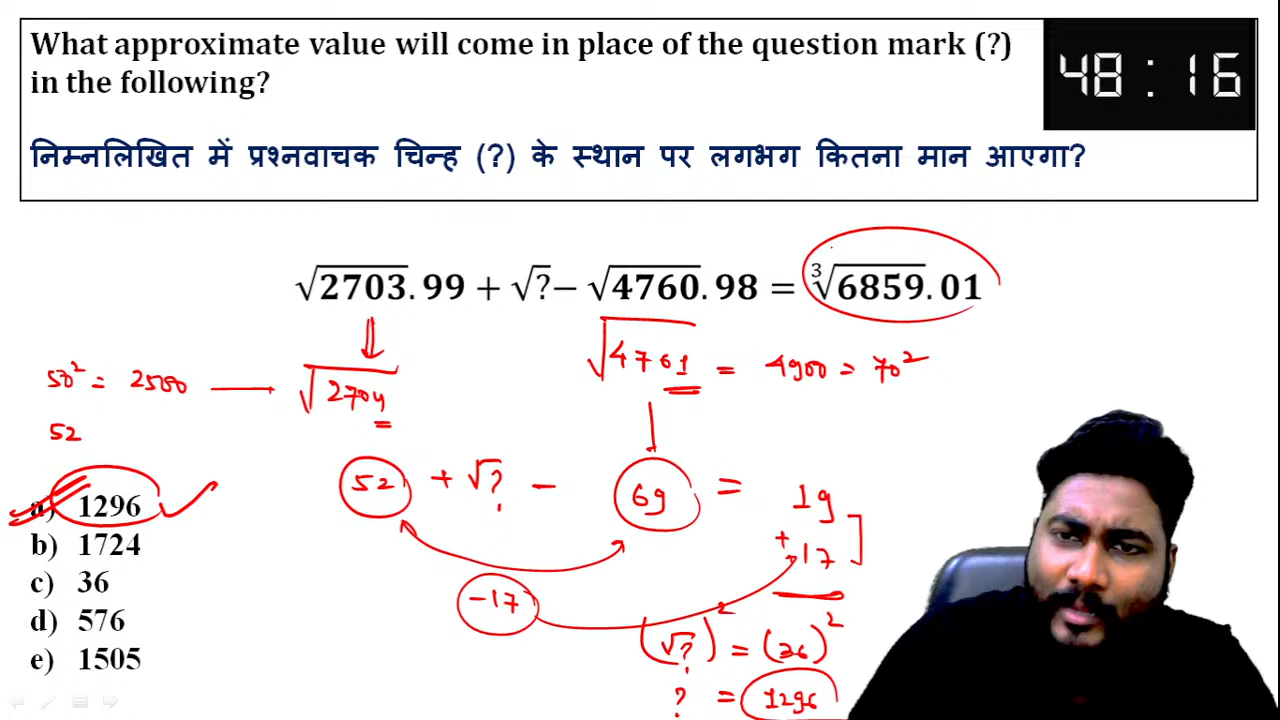 What approximate value will come in place of the question mark (?)
in the following?
48:16
निम्नलिखित में प्रश्नवाचक चिन्ह (?) के स्थान पर लगभग कितना मान आएगा?
√2703.99 + √?− √4760.98 = ∛6859.01
√4761 = 4900 = 70²
50² = 2500 — √2704
52
52 + √? − 69 = 19
+17
-17
a) 1296
b) 1724
c) 36
d) 576
e) 1505
(√?)² = (36)²
? = 1296